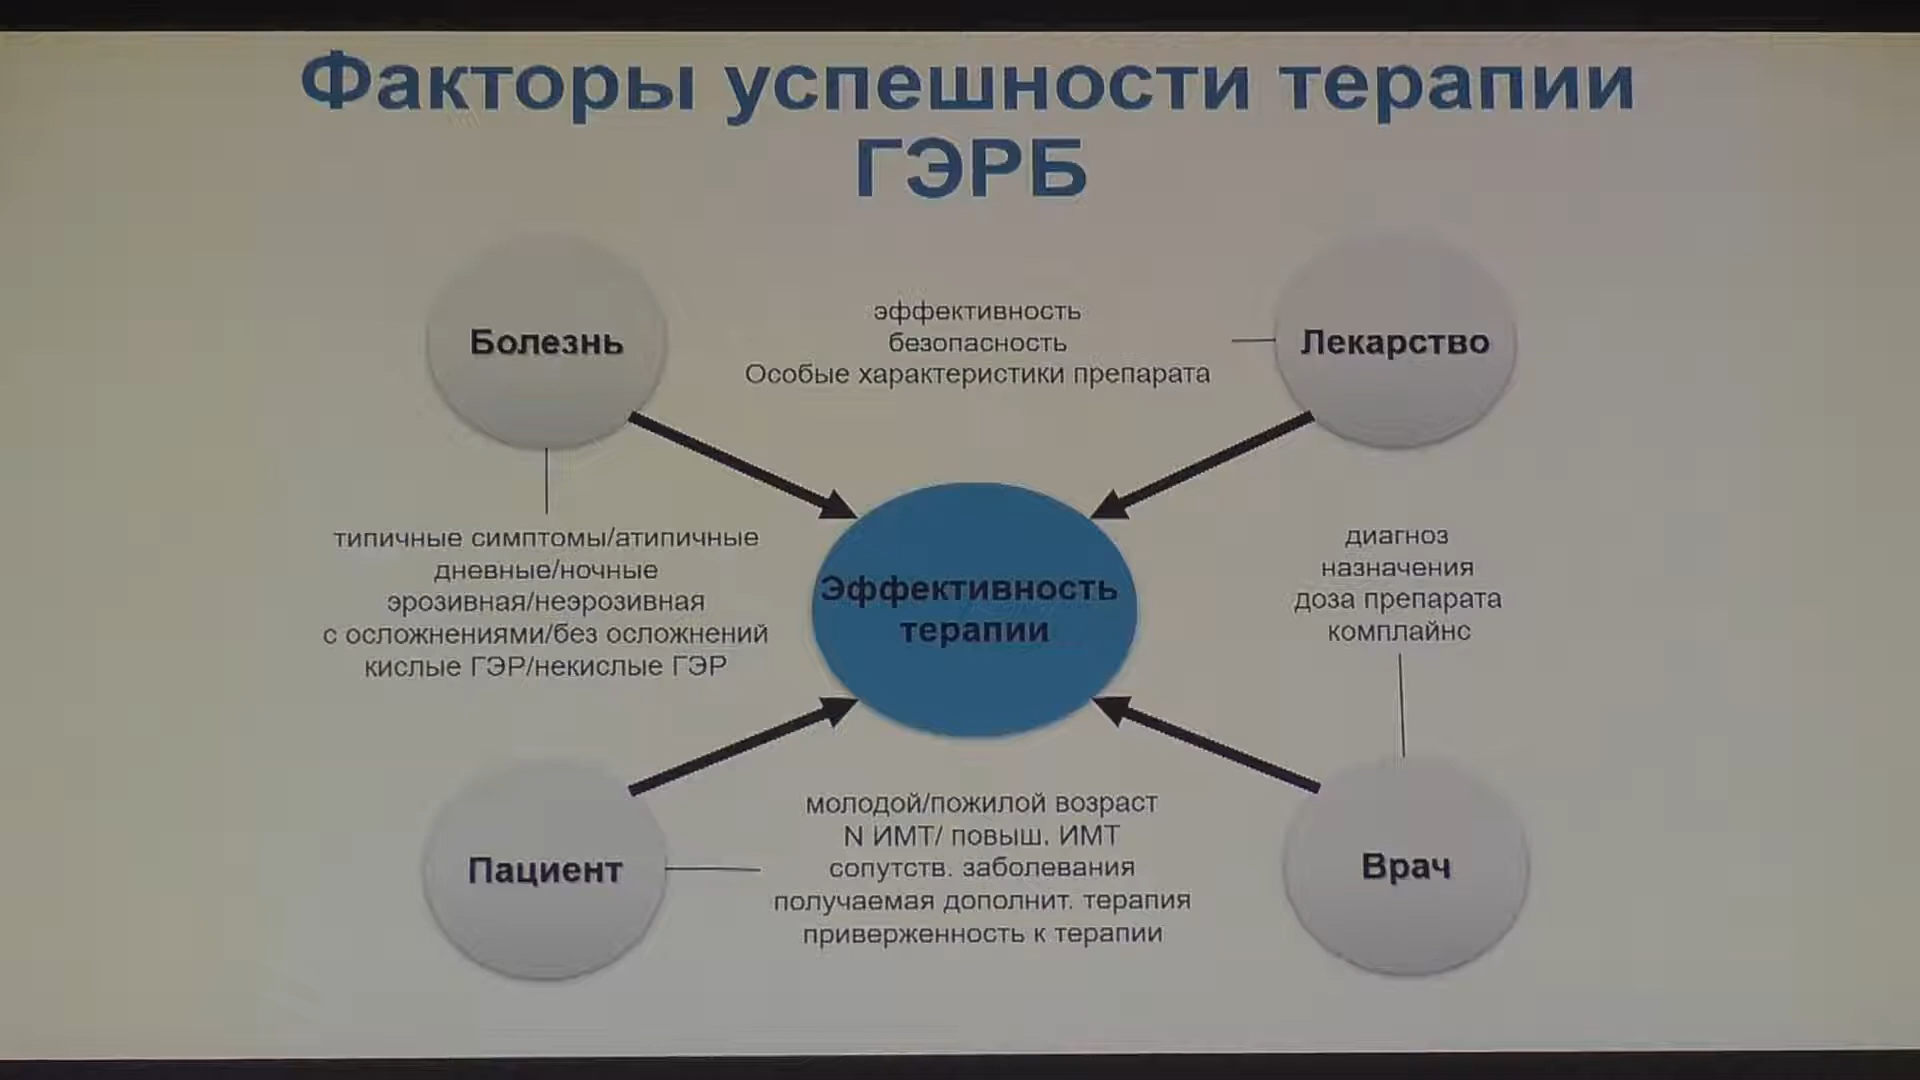 Факторы успешности терапии
ГЭРБ
Болезнь
эффективность
безопасность
Особые характеристики препарата
Лекарство
типичные симптомы/атипичные
дневные/ночные
эрозивная/неэрозивная
с осложнениями/без осложнений
кислые ГЭР/некислые ГЭР
Эффективность
терапии
диагноз
назначения
доза препарата
комплайнс
Пациент
молодой/пожилой возраст
N ИМТ/ повыш. ИМТ
сопутств. заболевания
получаемая дополнит. терапия
приверженность к терапии
Врач